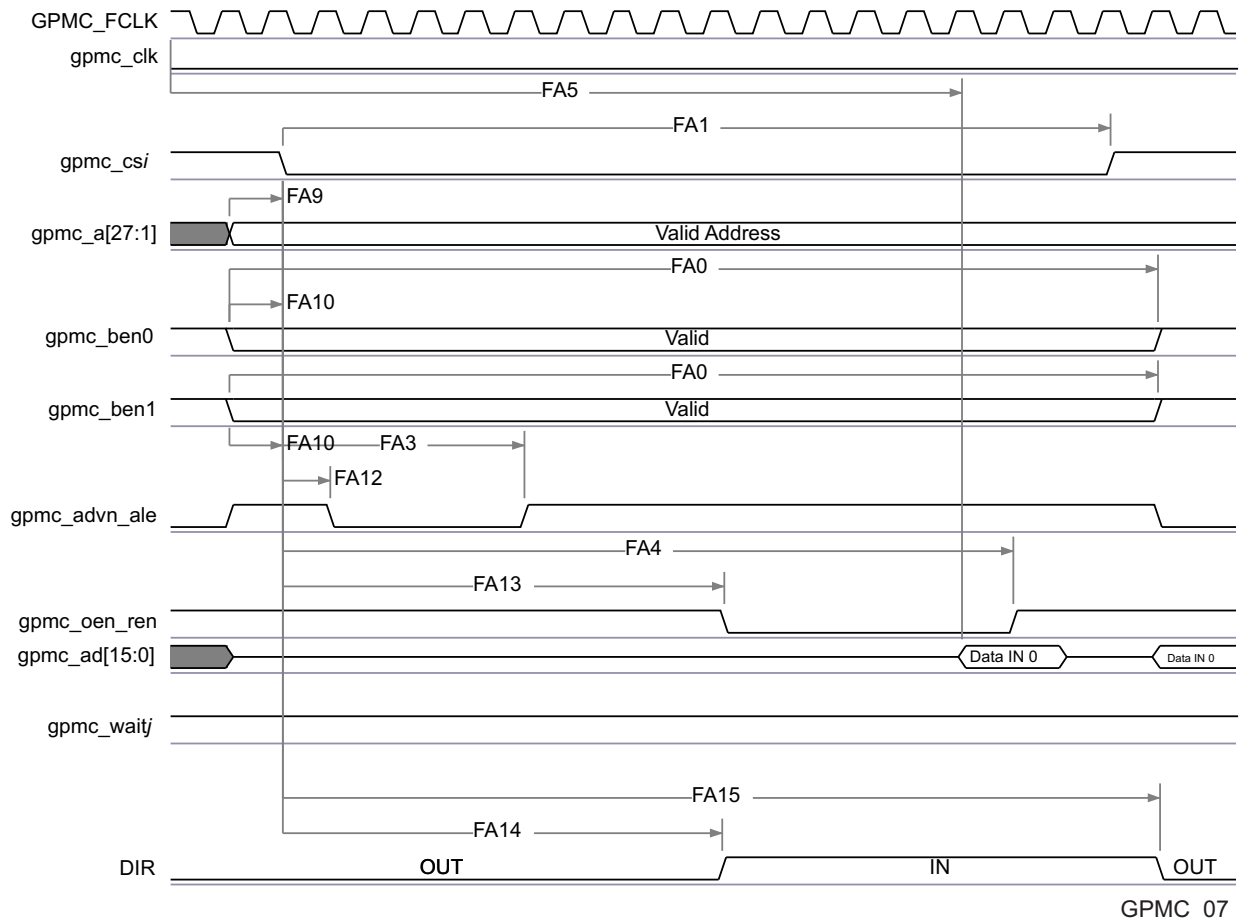 GPMC_FCLK
gpmc_clk
FA5
FA1
gpmc_csi
FA9
gpmc_a[27:1] Valid Address
FA0
FA10
gpmc_ben0 Valid
FA0
gpmc_ben1 Valid
FA10 FA3
FA12
gpmc_advn_ale
FA4
FA13
gpmc_oen_ren
gpmc_ad[15:0] Data IN 0 Data IN 0
gpmc_waitj
FA15
FA14
DIR OUT IN OUT
GPMC_07